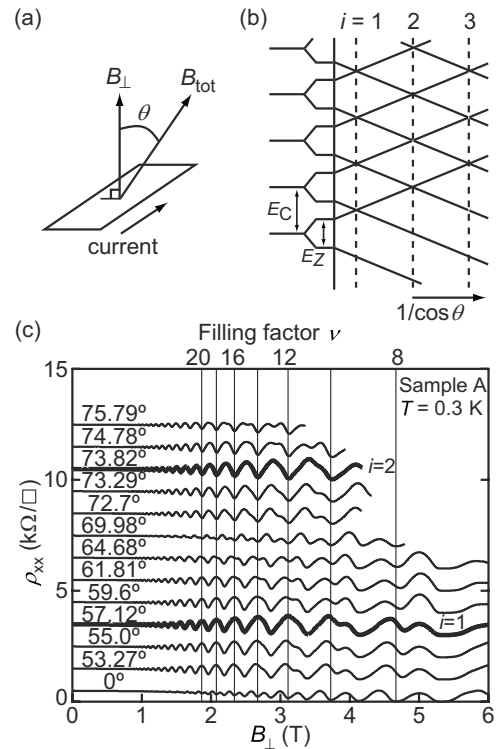 (a)
B⊥
Btot
θ
current
(b)
i = 1 2 3
EC
EZ
1/cosθ
(c)
Filling factor ν
20 16 12 8
15
10
5
0
ρxx (kΩ/□)
Sample A
T = 0.3 K
75.79º
74.78º
73.82º
i=2
73.29º
72.7º
69.98º
64.68º
61.81º
59.6º
57.12º
i=1
55.0º
53.27º
0º
0 1 2 3 4 5 6
B⊥ (T)